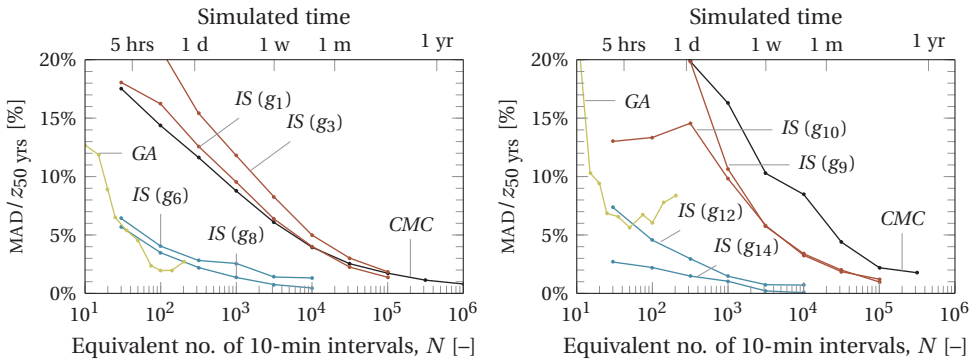 Simulated time
5 hrs 1 d 1 w 1 m 1 yr
20%
15%
10%
5%
0%
MAD/z50 yrs [%]
GA
IS (g1)
IS (g3)
IS (g6)
IS (g8)
CMC
10^1 10^2 10^3 10^4 10^5 10^6
Equivalent no. of 10-min intervals, N [–]
Simulated time
5 hrs 1 d 1 w 1 m 1 yr
20%
15%
10%
5%
0%
MAD/z50 yrs [%]
GA
IS (g10)
IS (g9)
IS (g12)
IS (g14)
CMC
10^1 10^2 10^3 10^4 10^5 10^6
Equivalent no. of 10-min intervals, N [–]